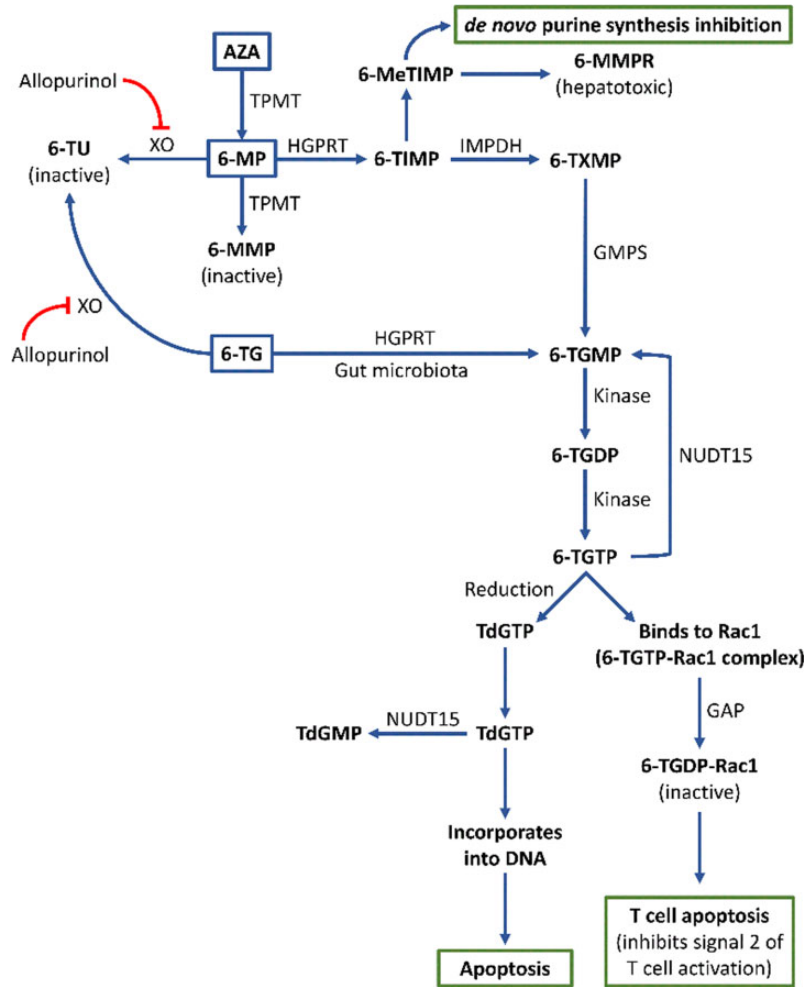 de novo purine synthesis inhibition
AZA
6-MeTIMP
6-MMPR
(hepatotoxic)
Allopurinol
TPMT
6-TU
(inactive)
XO
6-MP
HGPRT
6-TIMP
IMPDH
6-TXMP
TPMT
6-MMP
(inactive)
GMPS
XO
Allopurinol
6-TG
HGPRT
Gut microbiota
6-TGMP
Kinase
6-TGDP
NUDT15
Kinase
6-TGTP
Reduction
TdGTP
Binds to Rac1
(6-TGTP-Rac1 complex)
TdGMP
NUDT15
TdGTP
GAP
6-TGDP-Rac1
(inactive)
Incorporates
into DNA
T cell apoptosis
(inhibits signal 2 of
T cell activation)
Apoptosis